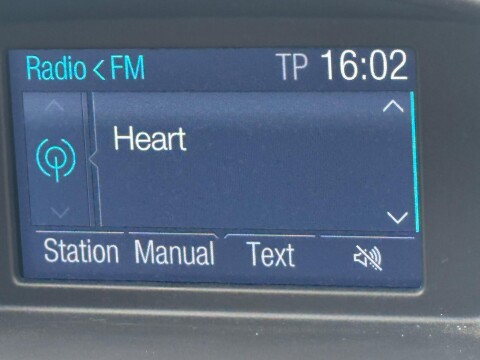 Radio < FM TP 16:02
Heart
Station Manual Text